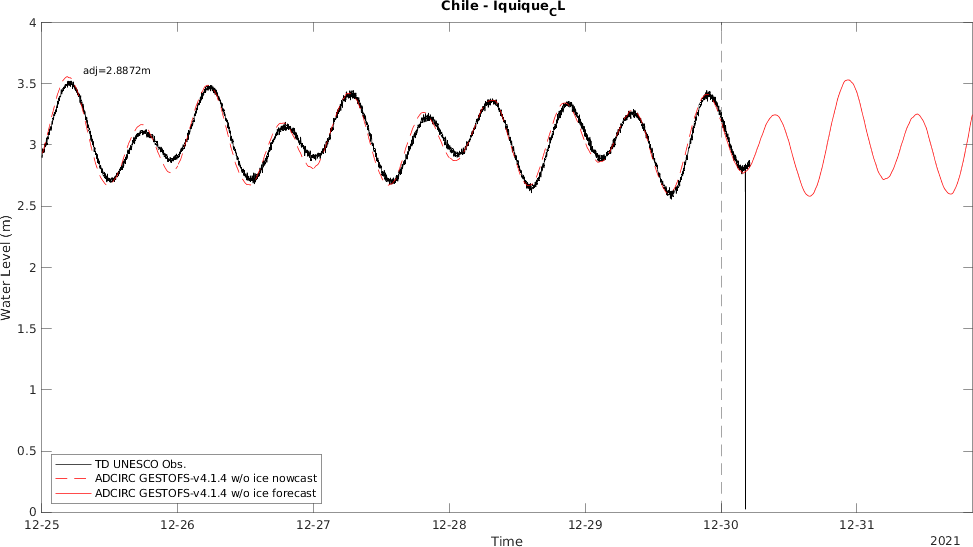 Chile - Iquique_CL
adj=2.8872m
4
3.5
3
2.5
2
1.5
1
0.5
0
Water Level (m)
TD UNESCO Obs.
ADCIRC GESTOFS-v4.1.4 w/o ice nowcast
ADCIRC GESTOFS-v4.1.4 w/o ice forecast
12-25 12-26 12-27 12-28 12-29 12-30 12-31
Time
2021